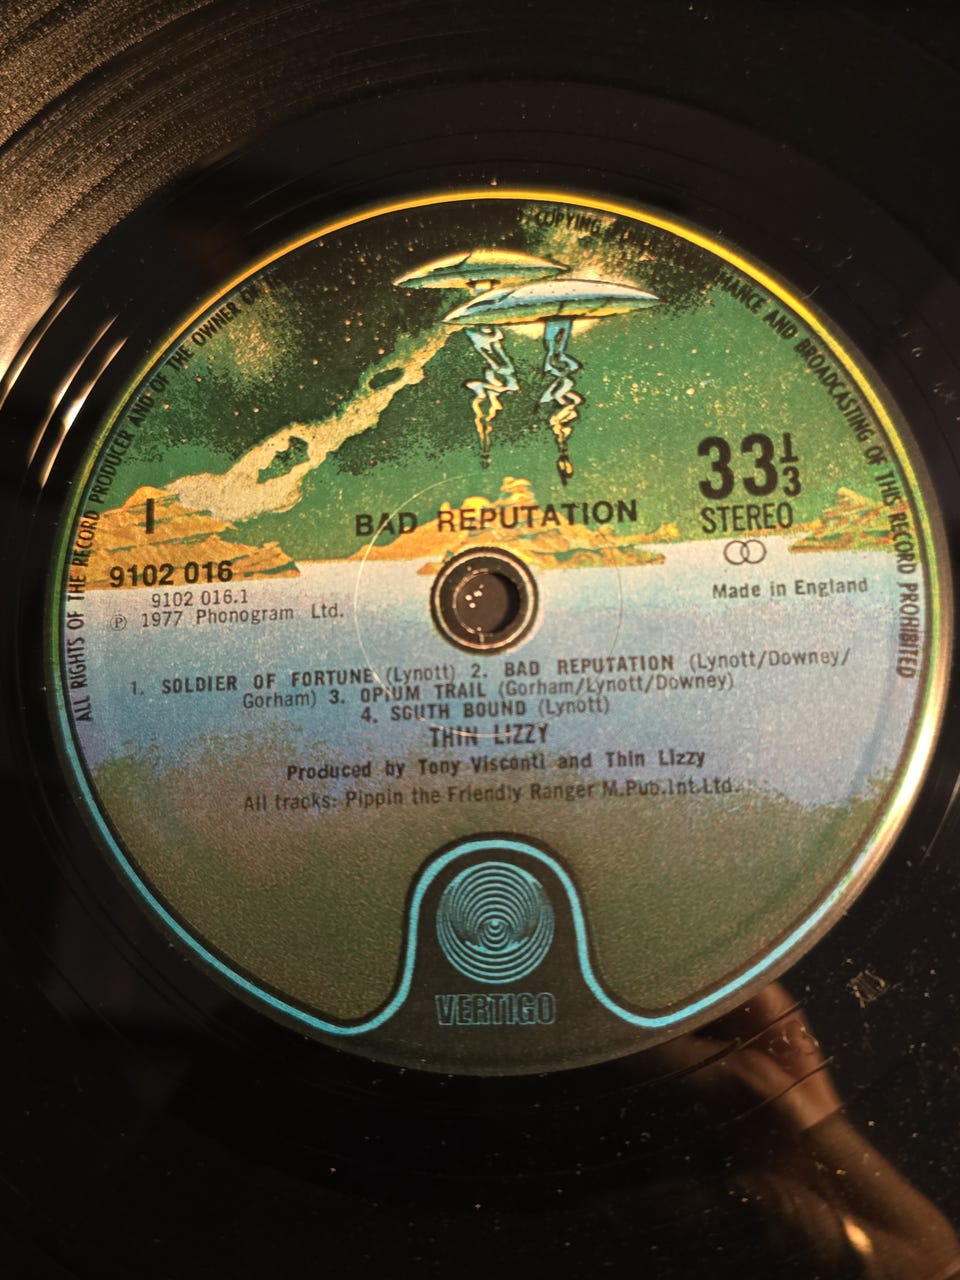 ALL RIGHTS OF THE RECORD PRODUCER AND OF THE OWNER OF
COPYING
MANCE AND BROADCASTING OF THIS RECORD PROHIBITED
33⅓
STEREO
I
BAD REPUTATION
9102 016
9102 016.1
℗ 1977 Phonogram Ltd.
Made in England
1. SOLDIER OF FORTUNE (Lynott) 2. BAD REPUTATION (Lynott/Downey/
Gorham) 3. OPIUM TRAIL (Gorham/Lynott/Downey)
4. SOUTH BOUND (Lynott)
THIN LIZZY
Produced by Tony Visconti and Thin Lizzy
All tracks: Pippin the Friendly Ranger M.Pub.Int.Ltd.
VERTIGO